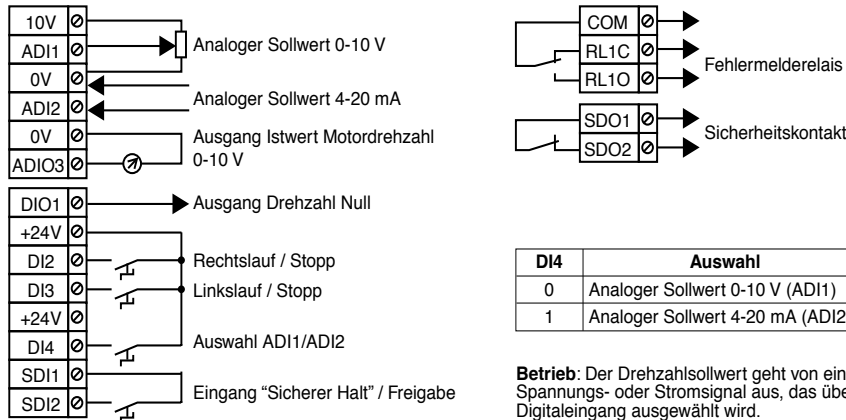 10V
ADI1
0V
ADI2
0V
ADIO3
Analoger Sollwert 0-10 V
Analoger Sollwert 4-20 mA
Ausgang Istwert Motordrehzahl
0-10 V
DIO1
+24V
DI2
DI3
+24V
DI4
SDI1
SDI2
Ausgang Drehzahl Null
Rechtslauf / Stopp
Linkslauf / Stopp
Auswahl ADI1/ADI2
Eingang “Sicherer Halt” / Freigabe
COM
RL1C
RL1O
Fehlermelderelais
SDO1
SDO2
Sicherheitskontakt
DI4 Auswahl
0 Analoger Sollwert 0-10 V (ADI1)
1 Analoger Sollwert 4-20 mA (ADI2
Betrieb: Der Drehzahlsollwert geht von ein
Spannungs- oder Stromsignal aus, das übe
Digitaleingang ausgewählt wird.